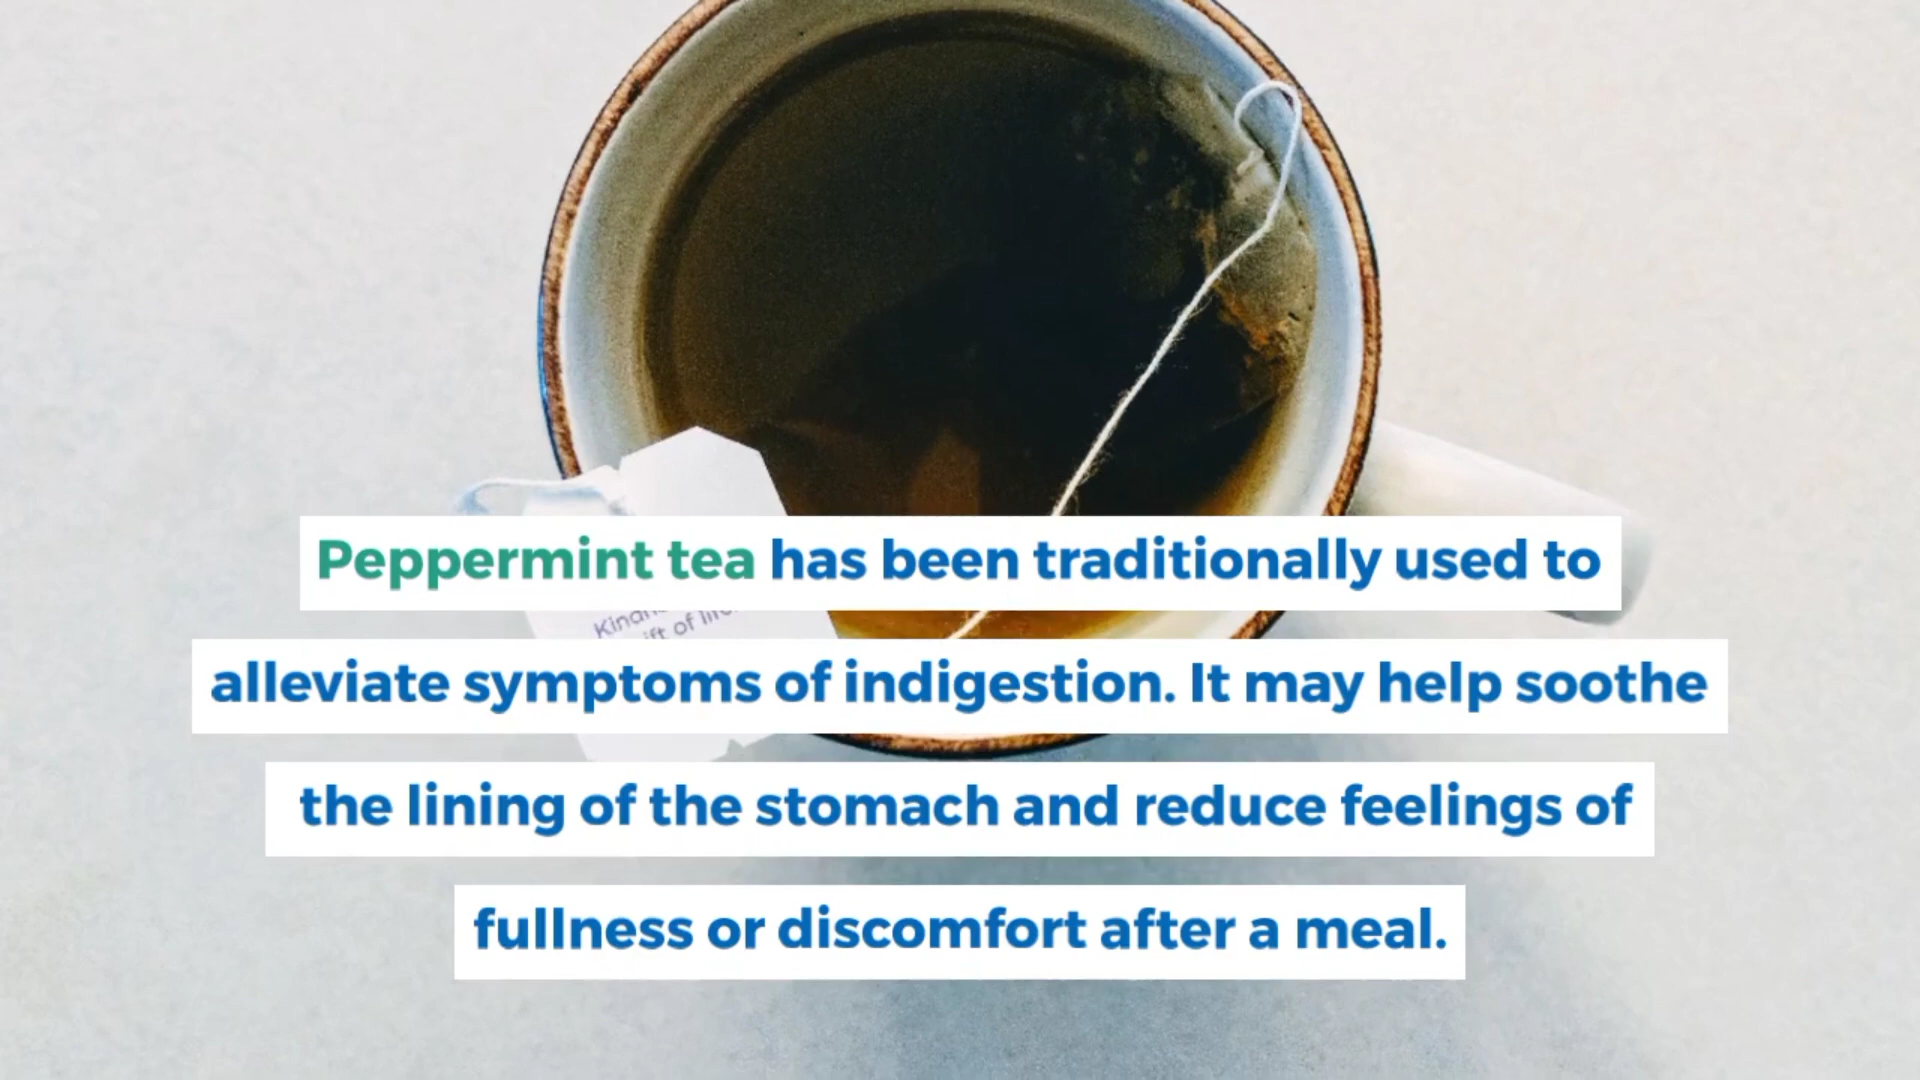 Peppermint tea has been traditionally used to
alleviate symptoms of indigestion. It may help soothe
the lining of the stomach and reduce feelings of
fullness or discomfort after a meal.
of